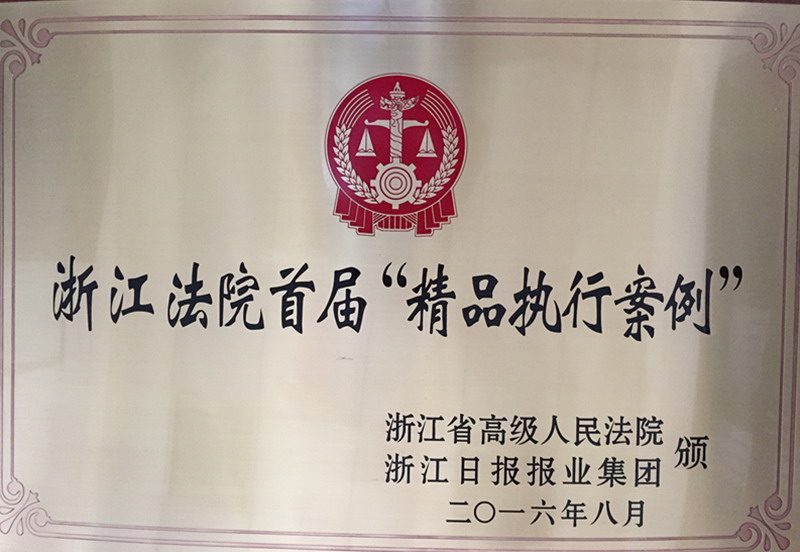 浙江法院首届“精品执行案例”
浙江省高级人民法院
浙江日报报业集团
颁
二〇一六年八月